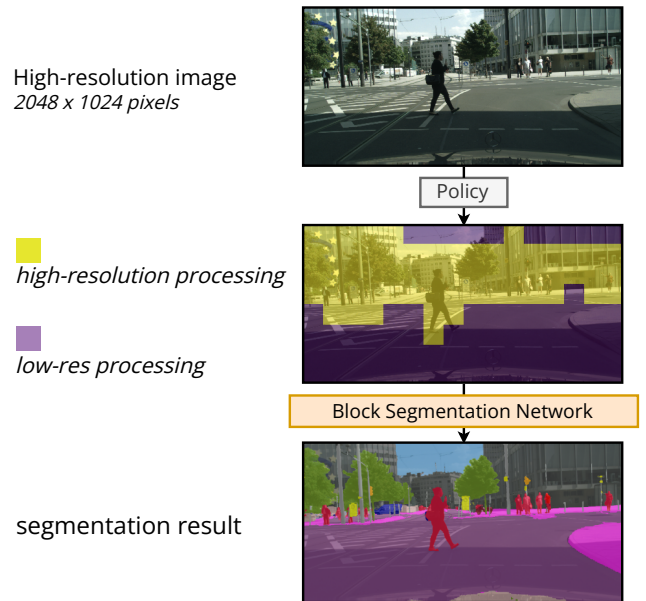 High-resolution image
2048 x 1024 pixels
Policy
high-resolution processing
low-res processing
Block Segmentation Network
segmentation result